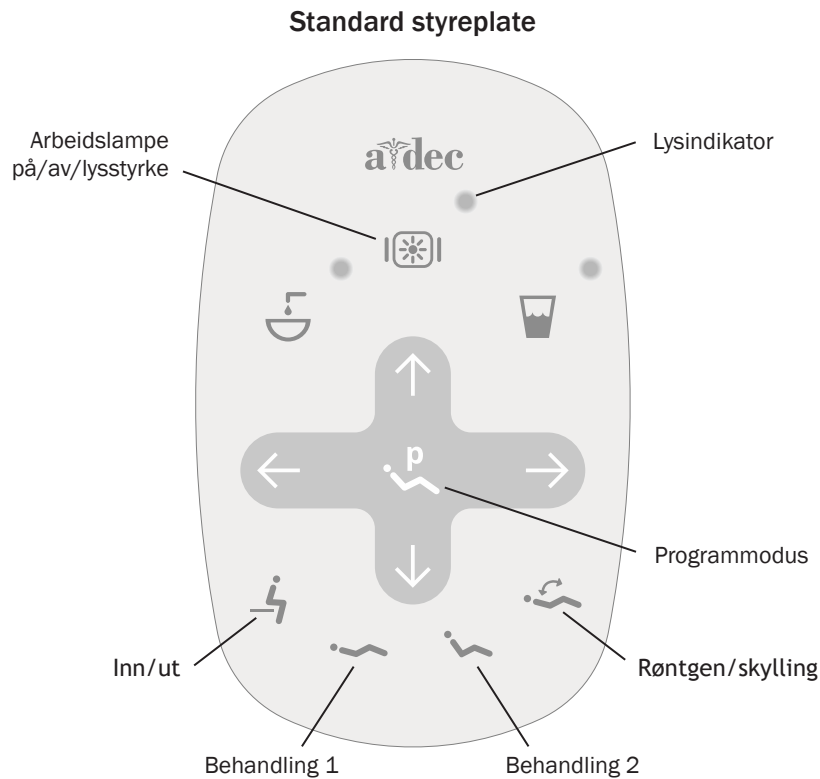 Standard styreplate
Arbeidslampe
på/av/lysstyrke
a dec
Lysindikator
p
Programmodus
Inn/ut
Røntgen/skylling
Behandling 1
Behandling 2